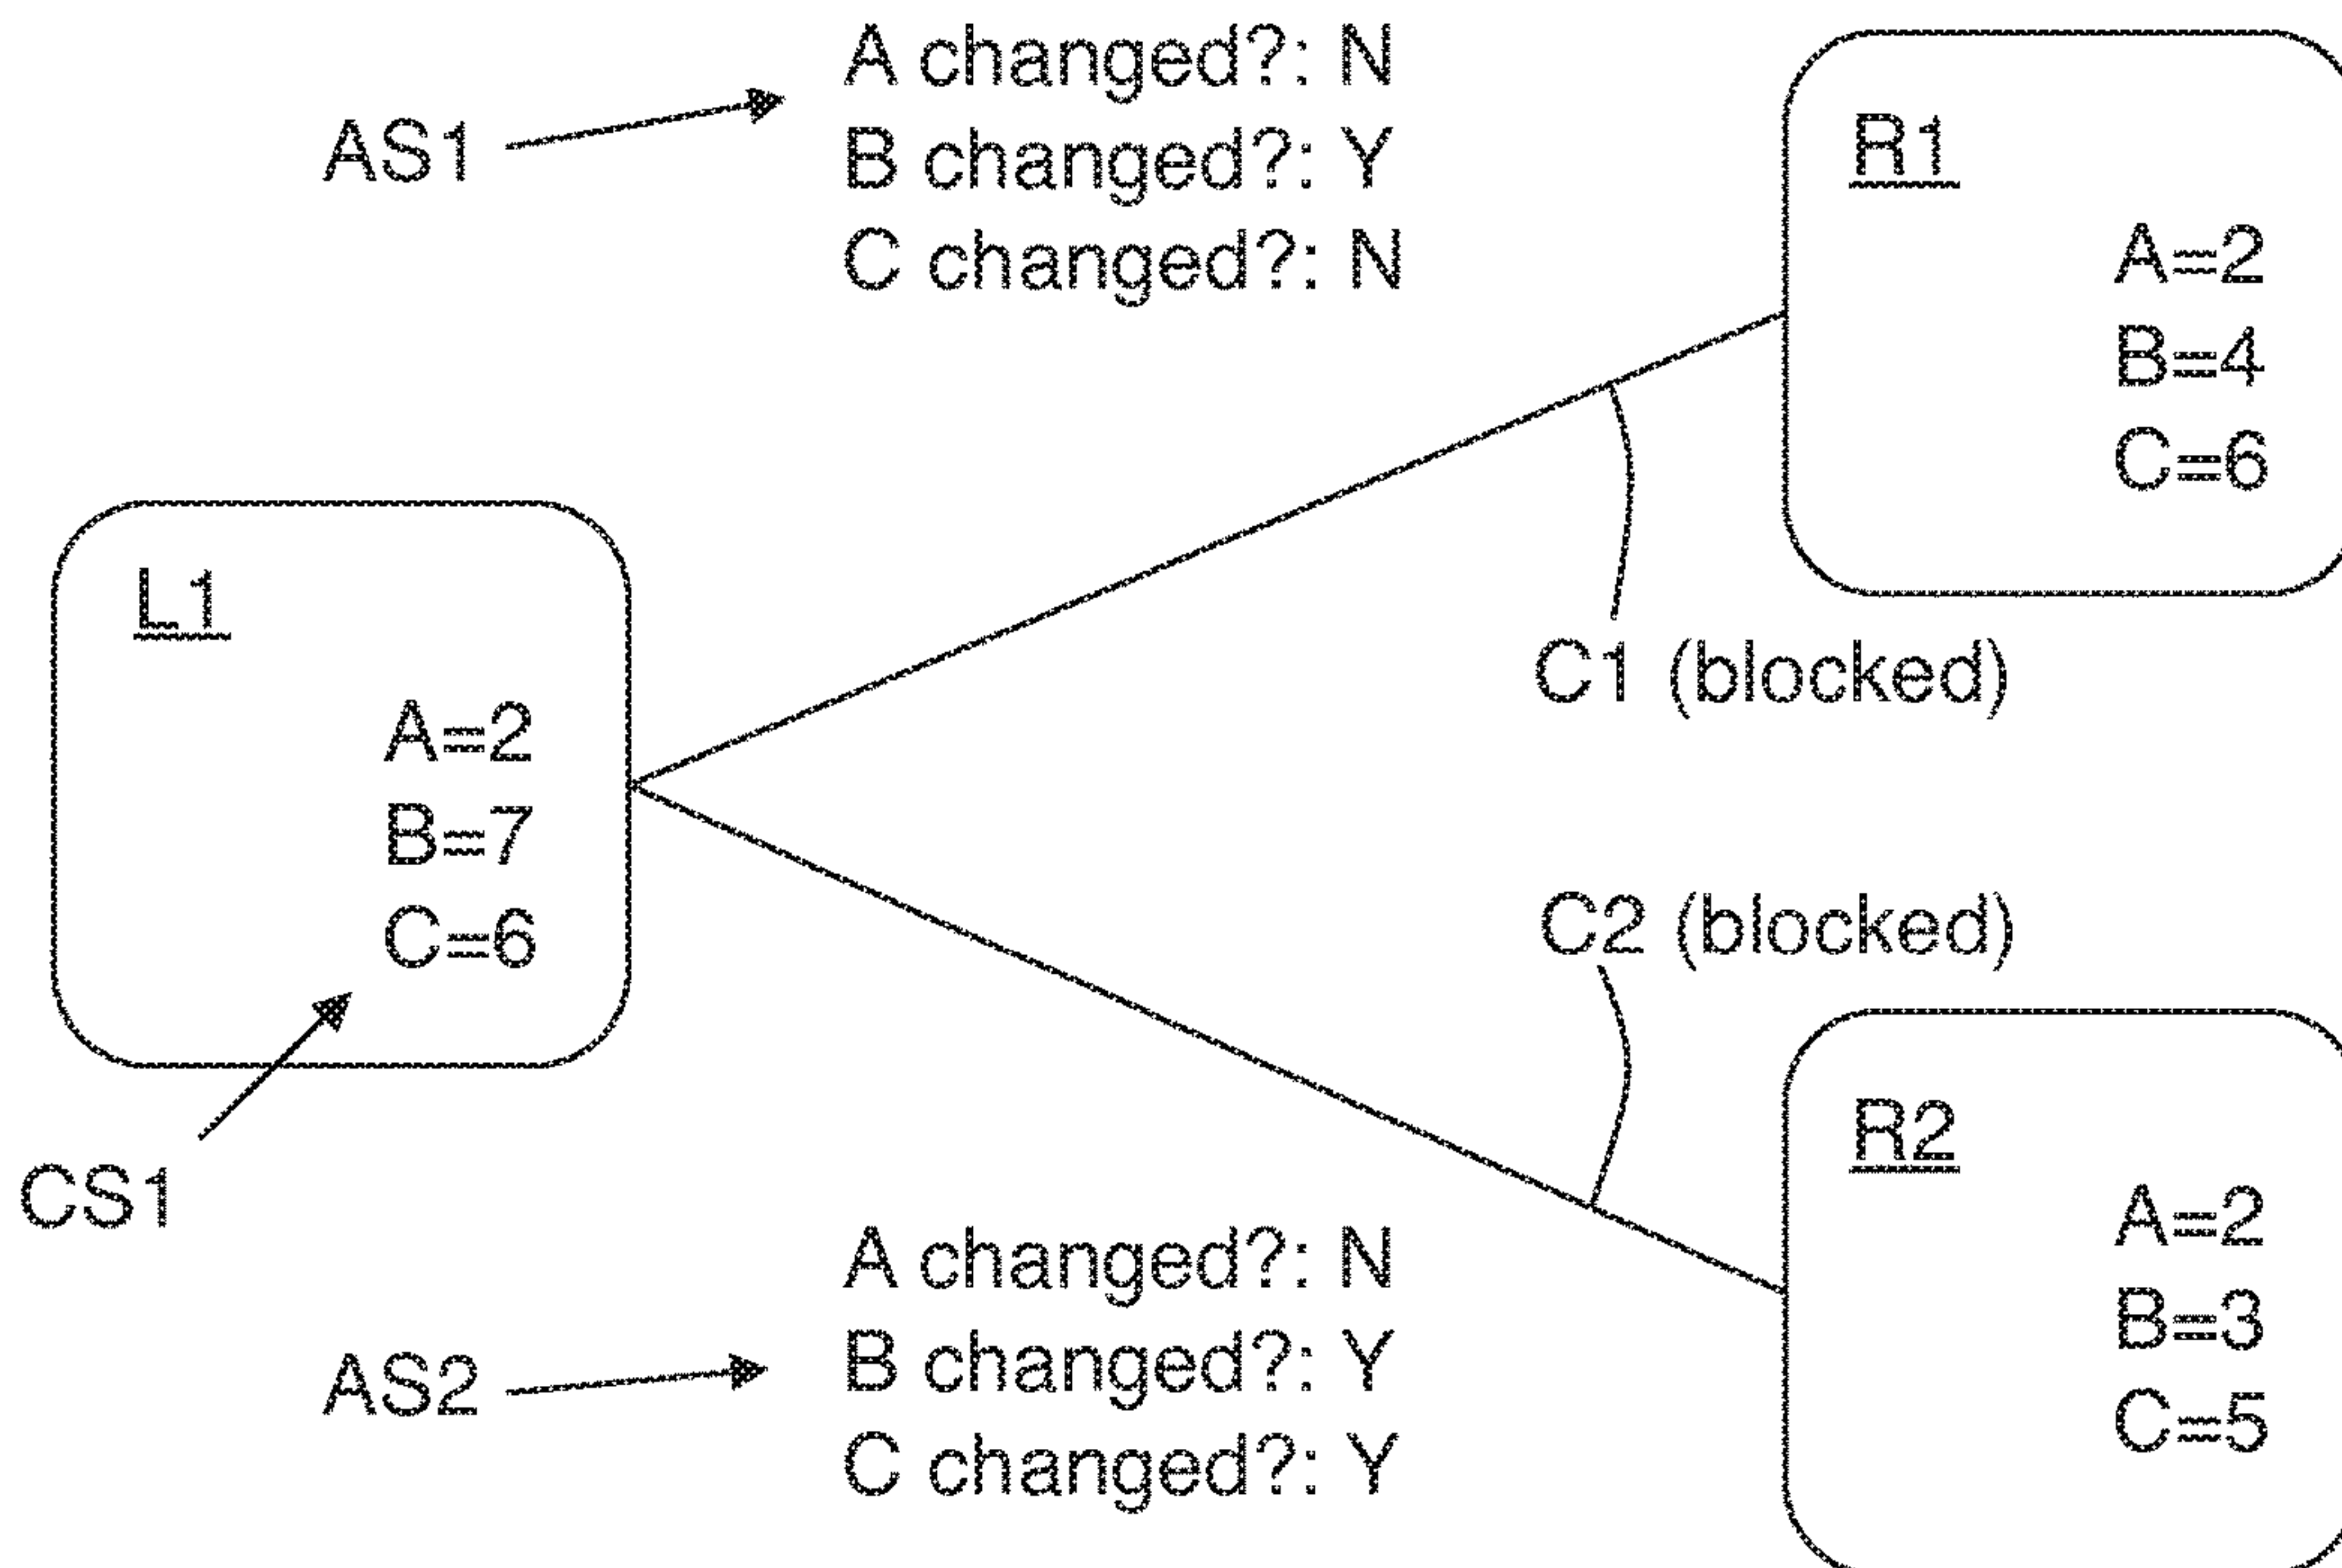 A changed?: N
AS1
B changed?: Y
C changed?: N
R1
A=2
B=4
C=6
L1
A=2
B=7
C=6
C1 (blocked)
C2 (blocked)
CS1
R2
A=2
B=3
C=5
A changed?: N
AS2
B changed?: Y
C changed?: Y